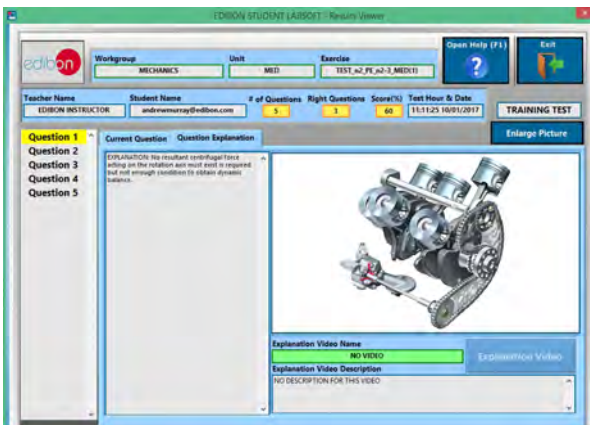 EDIBON STUDENT LABSOFT - Results Viewer
edibon
Workgroup Unit Exercise
MECHANICS MED TEST_n2_PE_n2-3_MED(1)
Open Help (F1) Exit
?
Teacher Name Student Name # of Questions Right Questions Score(%) Test Hour & Date
EDIBON INSTRUCTOR andrewmurray@edibon.com 5 3 60 11:11:25 10/01/2017 TRAINING TEST
Enlarge Picture
Question 1
Question 2
Question 3
Question 4
Question 5
Current Question Question Explanation
EXPLANATION: No resultant centrifugal force
acting on the rotation axis must exist is required
but not enough condition to obtain dynamic
balance.
Explanation Video Name
NO VIDEO
Explanation Video
Explanation Video Description
NO DESCRIPTION FOR THIS VIDEO